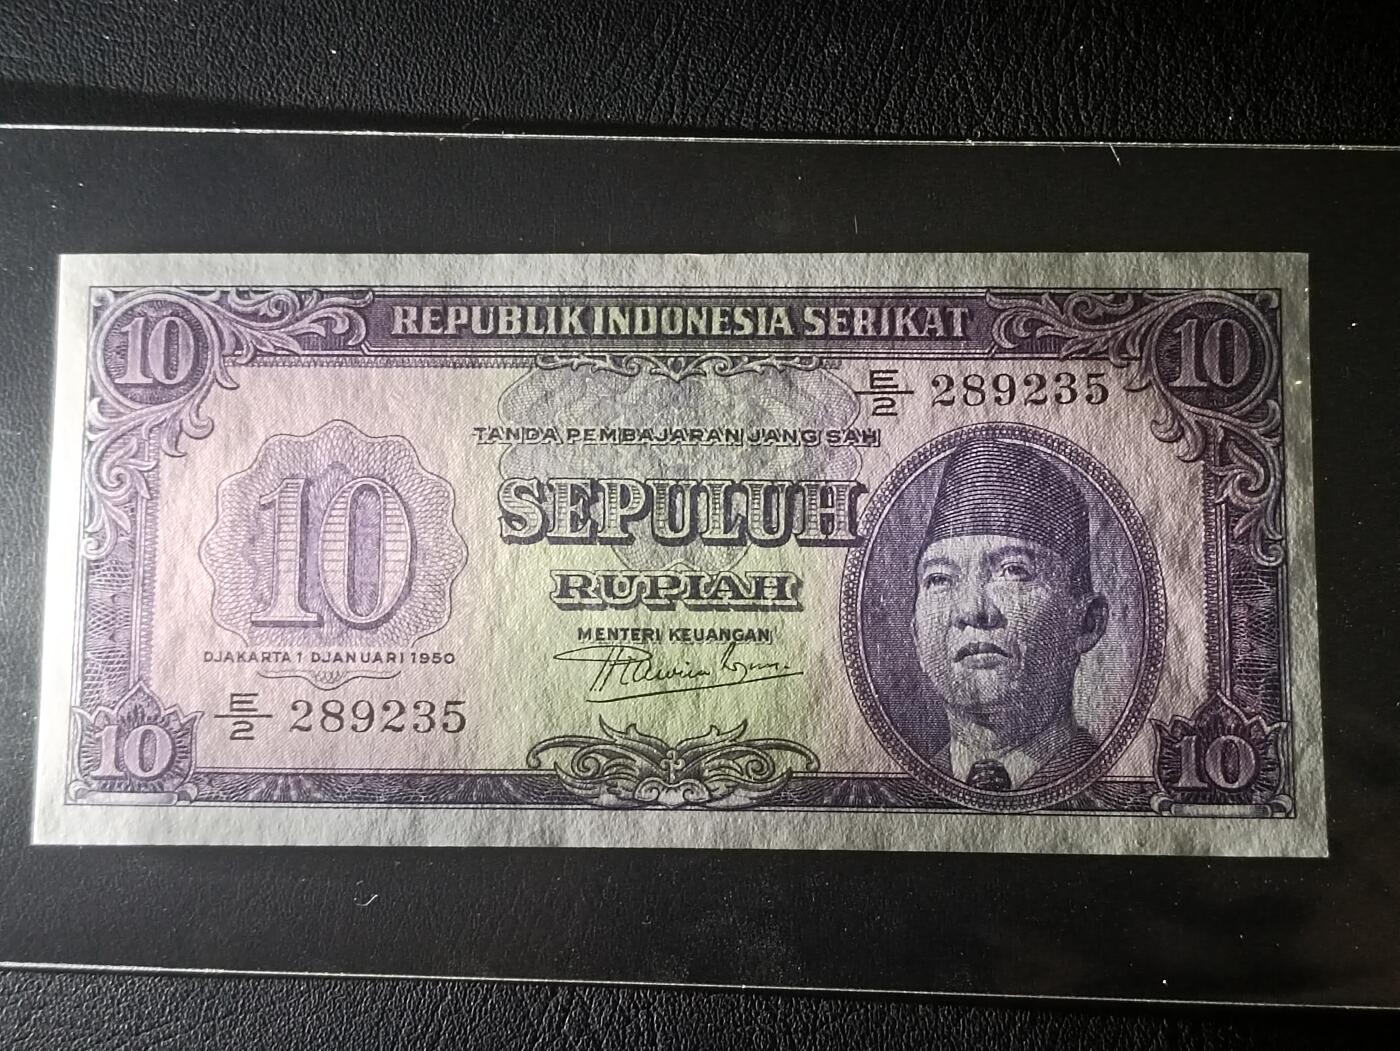 10 REPUBLIK INDONESIA SERIKAT 10
E/2 289235
TANDA PEMBAJARAN JANG SAH
SEPULUH
10
RUPIAH
MENTERI KEUANGAN
DJAKARTA 1 DJANUARI 1950
E/2 289235
10
10